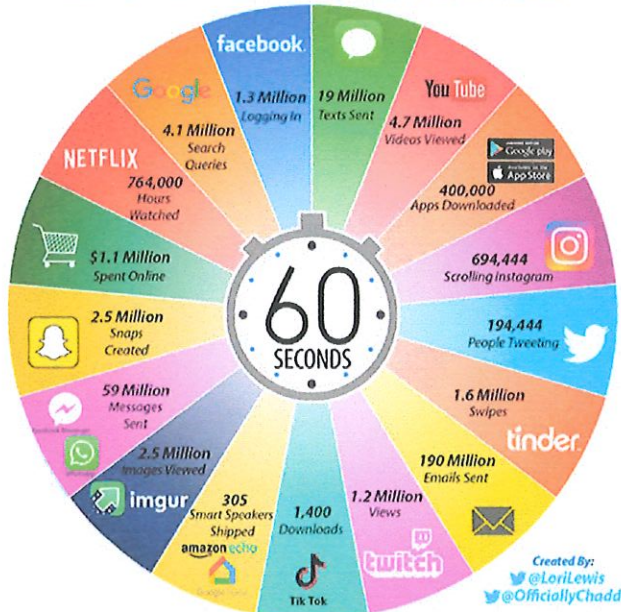 facebook
1.3 Million
Logging In
19 Million
Texts Sent
YouTube
4.7 Million
Videos Viewed
Google play
App Store
400,000
Apps Downloaded
694,444
Scrolling Instagram
194,444
People Tweeting
1.6 Million
Swipes
tinder
190 Million
Emails Sent
1.2 Million
Views
twitch
1,400
Downloads
Tik Tok
305
Smart Speakers
Shipped
amazon echo
2.5 Million
Images Viewed
imgur
59 Million
Messages
Sent
2.5 Million
Snaps
Created
$1.1 Million
Spent Online
NETFLIX
764,000
Hours
Watched
Google
4.1 Million
Search
Queries
60
SECONDS
Created By:
@LoriLewis
@OfficiallyChadd